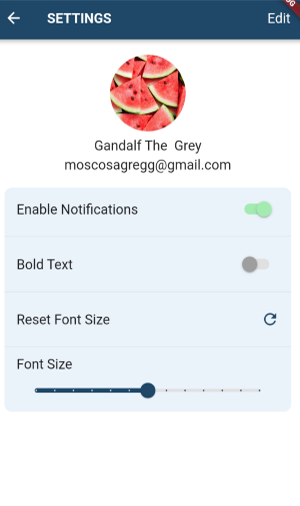 SETTINGS
Edit
Gandalf The  Grey
moscosagregg@gmail.com
Enable Notifications
Bold Text
Reset Font Size
Font Size